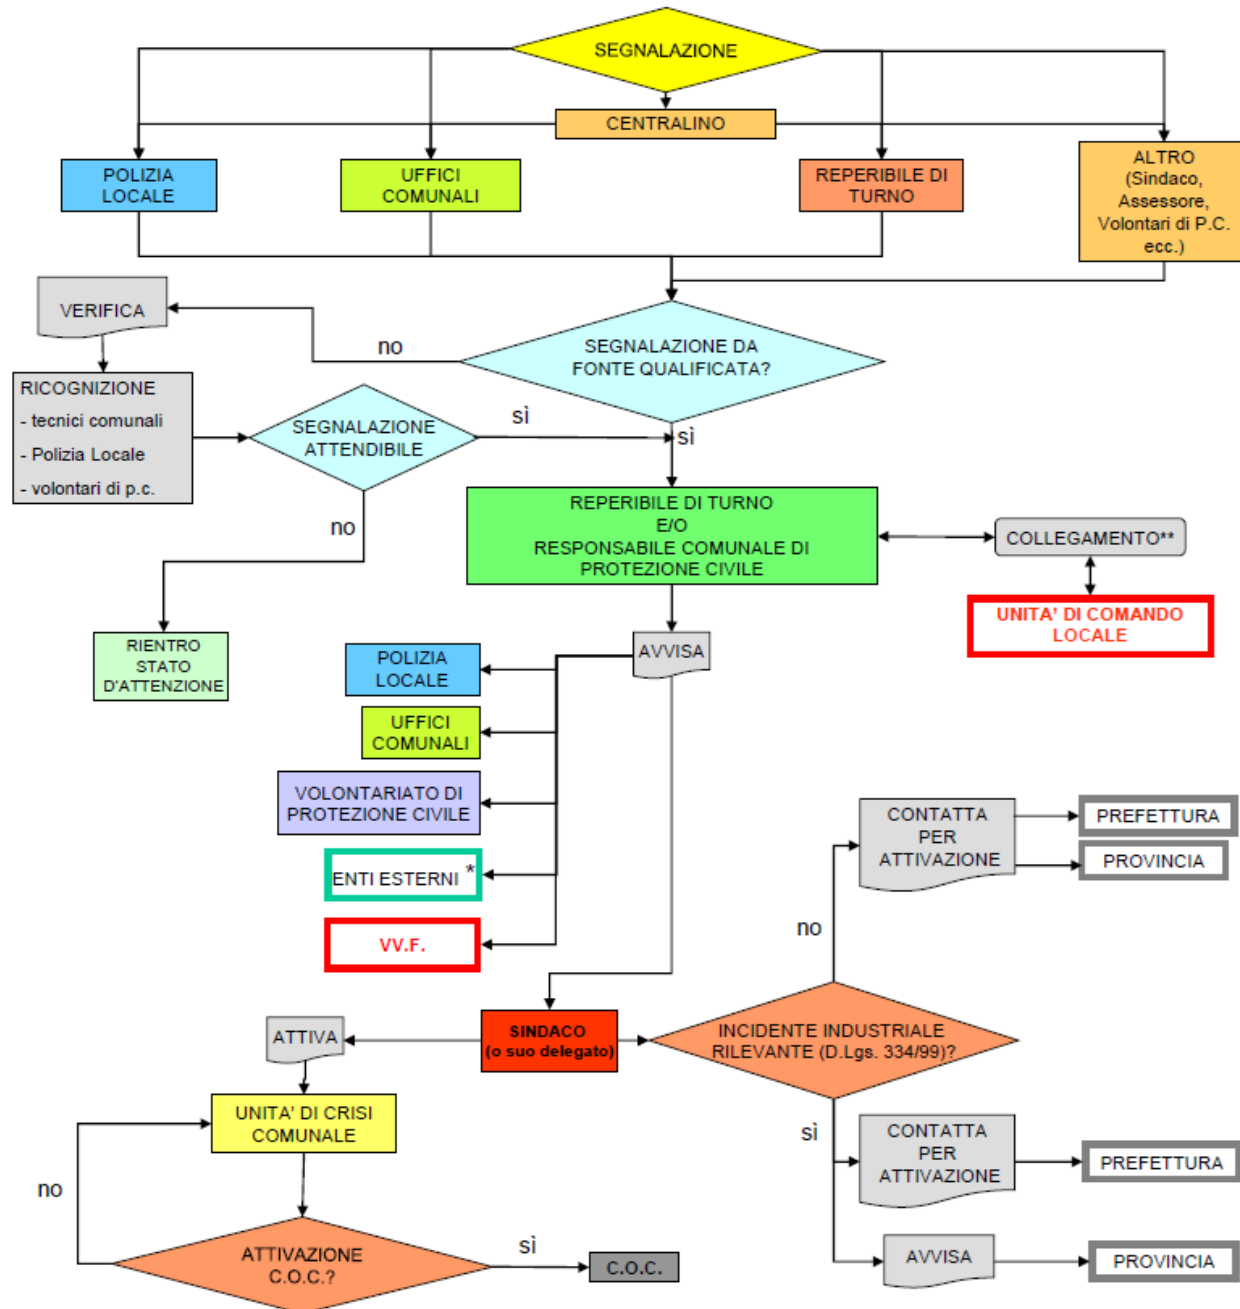 SEGNALAZIONE
CENTRALINO
POLIZIA
LOCALE
UFFICI
COMUNALI
REPERIBILE DI
TURNO
ALTRO
(Sindaco,
Assessore,
Volontari di P.C.
ecc.)
VERIFICA
no
SEGNALAZIONE DA
FONTE QUALIFICATA?
RICOGNIZIONE
- tecnici comunali
- Polizia Locale
- volontari di p.c.
SEGNALAZIONE
ATTENDIBILE
sì
sì
no
REPERIBILE DI TURNO
E/O
RESPONSABILE COMUNALE DI
PROTEZIONE CIVILE
COLLEGAMENTO**
UNITA' DI COMANDO
LOCALE
RIENTRO
STATO
D'ATTENZIONE
AVVISA
POLIZIA
LOCALE
UFFICI
COMUNALI
VOLONTARIATO DI
PROTEZIONE CIVILE
ENTI ESTERNI *
VV.F.
CONTATTA
PER
ATTIVAZIONE
PREFETTURA
PROVINCIA
no
SINDACO
(o suo delegato)
INCIDENTE INDUSTRIALE
RILEVANTE (D.Lgs. 334/99)?
ATTIVA
UNITA' DI CRISI
COMUNALE
sì
CONTATTA
PER
ATTIVAZIONE
PREFETTURA
no
ATTIVAZIONE
C.O.C.?
sì
C.O.C.
AVVISA
PROVINCIA